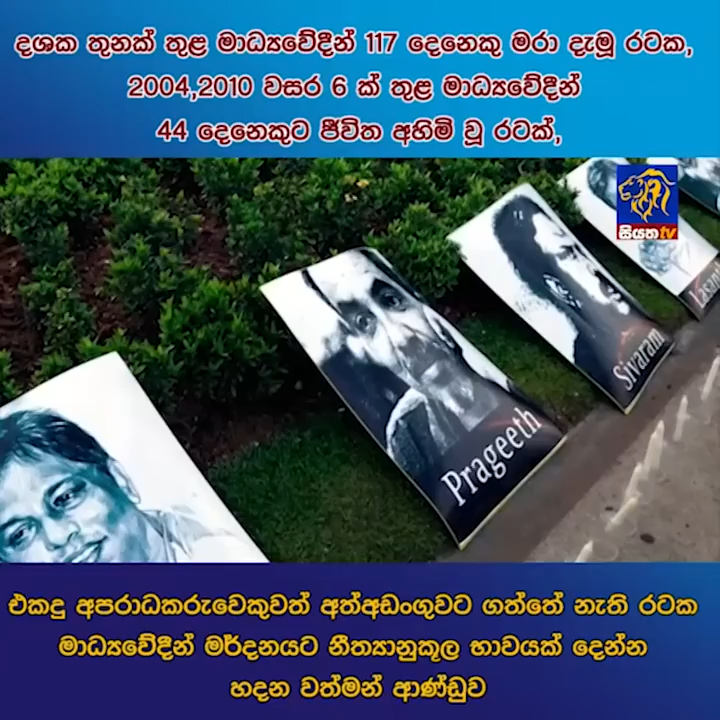 දශක තුනක් තුළ මාධ්‍යවේදීන් 117 දෙනෙකු මරා දැමූ රටක,
2004,2010 වසර 6 ක් තුළ මාධ්‍යවේදීන්
44 දෙනෙකුට ජීවිත අහිමි වූ රටක්,
සියත tv
Prageeth
Sivaram
එකදු අපරාධකරුවෙකුවත් අත්අඩංගුවට ගත්තේ නැති රටක
මාධ්‍යවේදීන් මර්දනයට නීත්‍යානුකූල භාවයක් දෙන්න
හදන වත්මන් ආණ්ඩුව